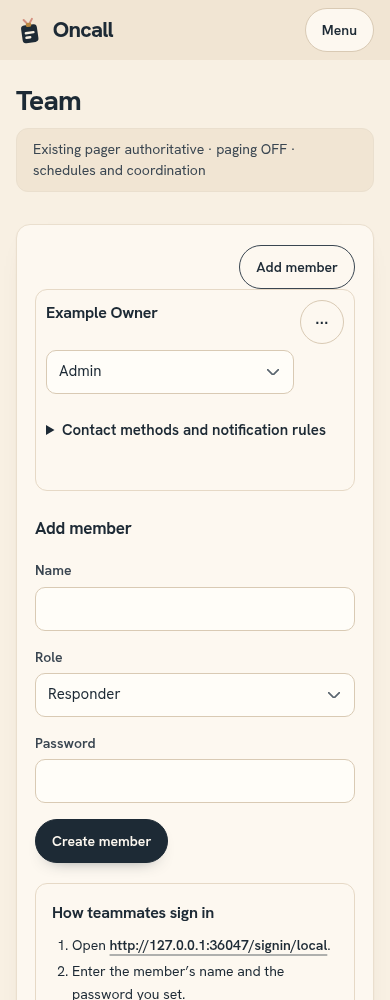 Oncall
Menu
Team
Existing pager authoritative · paging OFF ·
schedules and coordination
Add member
Example Owner
...
Admin
Contact methods and notification rules
Add member
Name
Role
Responder
Password
Create member
How teammates sign in
1. Open http://127.0.0.1:36047/signin/local.
2. Enter the member’s name and the
password you set.